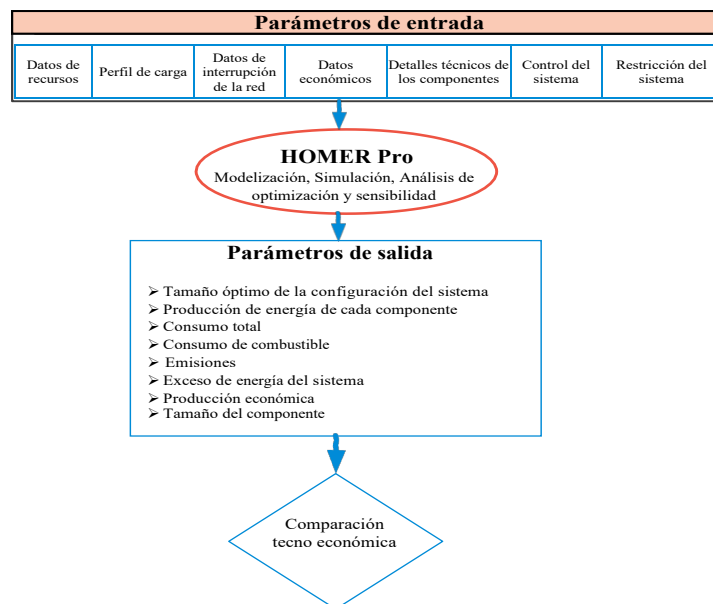 Parámetros de entrada
Datos de
recursos
Perfil de carga
Datos de
interrupción
de la red
Datos
económicos
Detalles técnicos de
los componentes
Control del
sistema
Restricción del
sistema
HOMER Pro
Modelización, Simulación, Análisis de
optimización y sensibilidad
Parámetros de salida
➢ Tamaño óptimo de la configuración del sistema
➢ Producción de energía de cada componente
➢ Consumo total
➢ Consumo de combustible
➢ Emisiones
➢ Exceso de energía del sistema
➢ Producción económica
➢ Tamaño del componente
Comparación
tecno económica